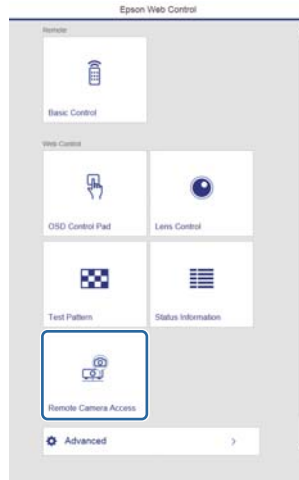 Epson Web Control
Remote
Basic Control
Web Control
OSD Control Pad
Lens Control
Test Pattern
Status Information
Remote Camera Access
Advanced